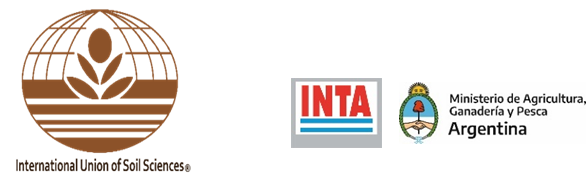 International Union of Soil Sciences®
INTA
Ministerio de Agricultura,
Ganadería y Pesca
Argentina